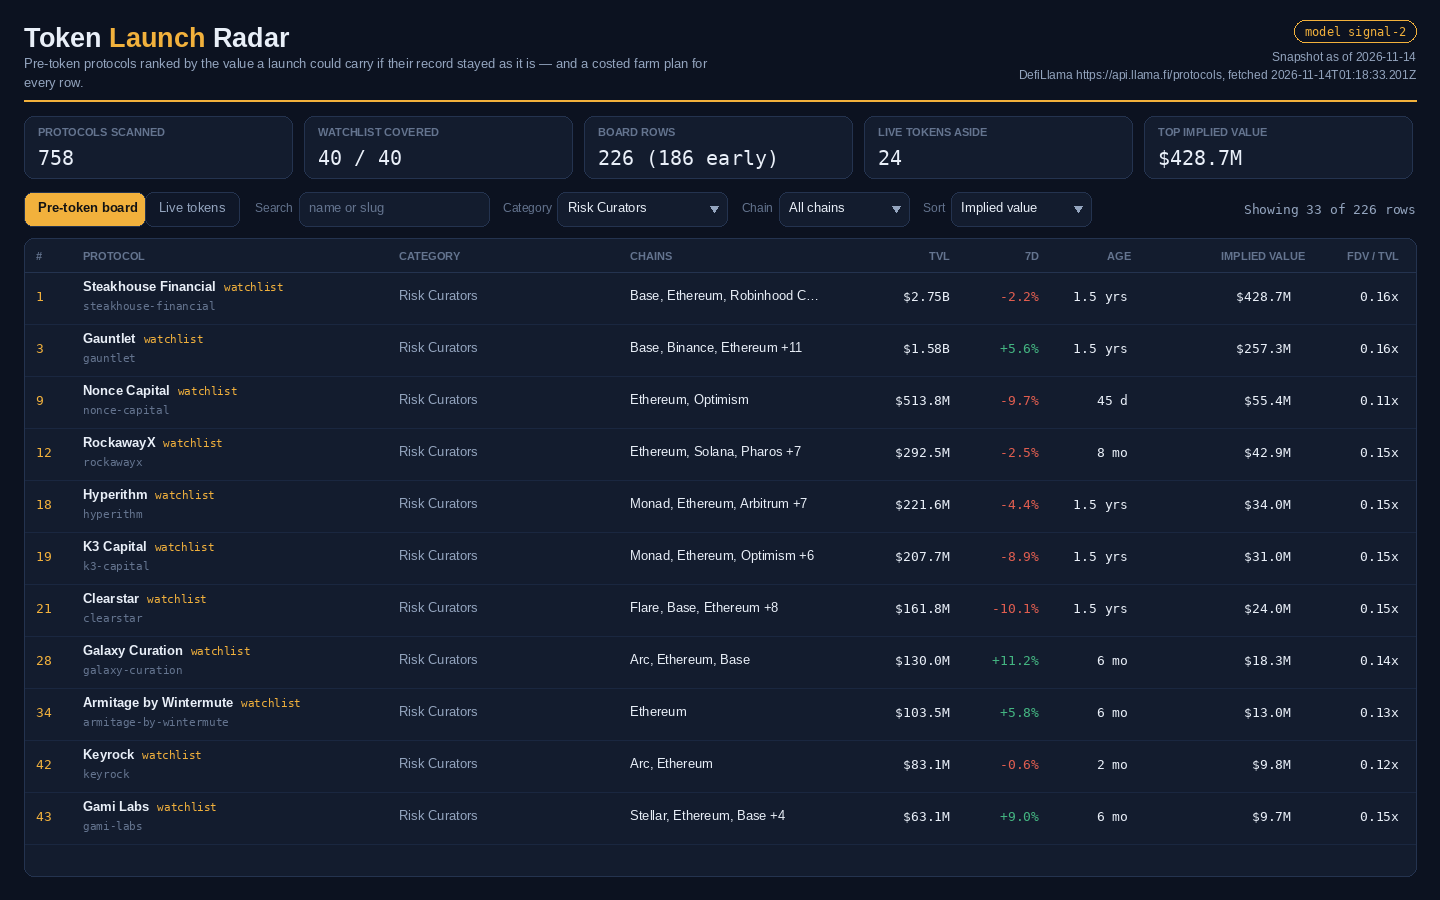 Token Launch Radar
Pre-token protocols ranked by the value a launch could carry if their record stayed as it is — and a costed farm plan for
every row.
model signal-2
Snapshot as of 2026-11-14
DefiLlama https://api.llama.fi/protocols, fetched 2026-11-14T01:18:33.201Z
PROTOCOLS SCANNED
758
WATCHLIST COVERED
40 / 40
BOARD ROWS
226 (186 early)
LIVE TOKENS ASIDE
24
TOP IMPLIED VALUE
$428.7M
Pre-token board Live tokens Search name or slug Category Risk Curators Chain All chains Sort Implied value Showing 33 of 226 rows
# PROTOCOL CATEGORY CHAINS TVL 7D AGE IMPLIED VALUE FDV / TVL
1 Steakhouse Financial watchlist Risk Curators Base, Ethereum, Robinhood C… $2.75B -2.2% 1.5 yrs $428.7M 0.16x
steakhouse-financial
3 Gauntlet watchlist Risk Curators Base, Binance, Ethereum +11 $1.58B +5.6% 1.5 yrs $257.3M 0.16x
gauntlet
9 Nonce Capital watchlist Risk Curators Ethereum, Optimism $513.8M -9.7% 45 d $55.4M 0.11x
nonce-capital
12 RockawayX watchlist Risk Curators Ethereum, Solana, Pharos +7 $292.5M -2.5% 8 mo $42.9M 0.15x
rockawayx
18 Hyperithm watchlist Risk Curators Monad, Ethereum, Arbitrum +7 $221.6M -4.4% 1.5 yrs $34.0M 0.15x
hyperithm
19 K3 Capital watchlist Risk Curators Monad, Ethereum, Optimism +6 $207.7M -8.9% 1.5 yrs $31.0M 0.15x
k3-capital
21 Clearstar watchlist Risk Curators Flare, Base, Ethereum +8 $161.8M -10.1% 1.5 yrs $24.0M 0.15x
clearstar
28 Galaxy Curation watchlist Risk Curators Arc, Ethereum, Base $130.0M +11.2% 6 mo $18.3M 0.14x
galaxy-curation
34 Armitage by Wintermute watchlist Risk Curators Ethereum $103.5M +5.8% 6 mo $13.0M 0.13x
armitage-by-wintermute
42 Keyrock watchlist Risk Curators Arc, Ethereum $83.1M -0.6% 2 mo $9.8M 0.12x
keyrock
43 Gami Labs watchlist Risk Curators Stellar, Ethereum, Base +4 $63.1M +9.0% 6 mo $9.7M 0.15x
gami-labs